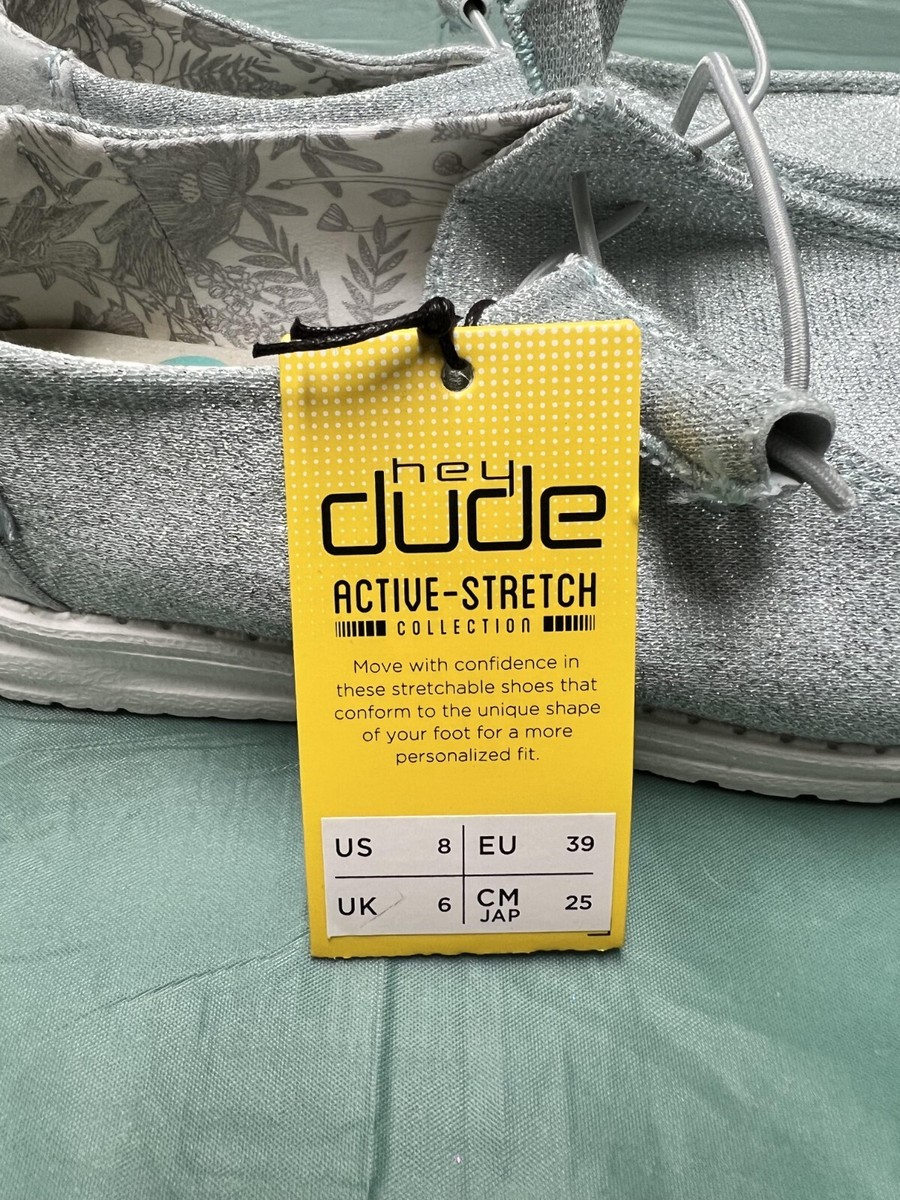 hey
dude
ACTIVE-STRETCH
COLLECTION
Move with confidence in
these stretchable shoes that
conform to the unique shape
of your foot for a more
personalized fit.
US 8 EU 39
UK 6 CM JAP 25